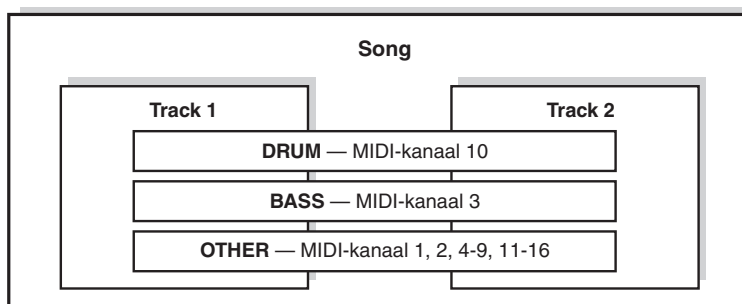 Song
Track 1
Track 2
DRUM — MIDI-kanaal 10
BASS — MIDI-kanaal 3
OTHER — MIDI-kanaal 1, 2, 4-9, 11-16